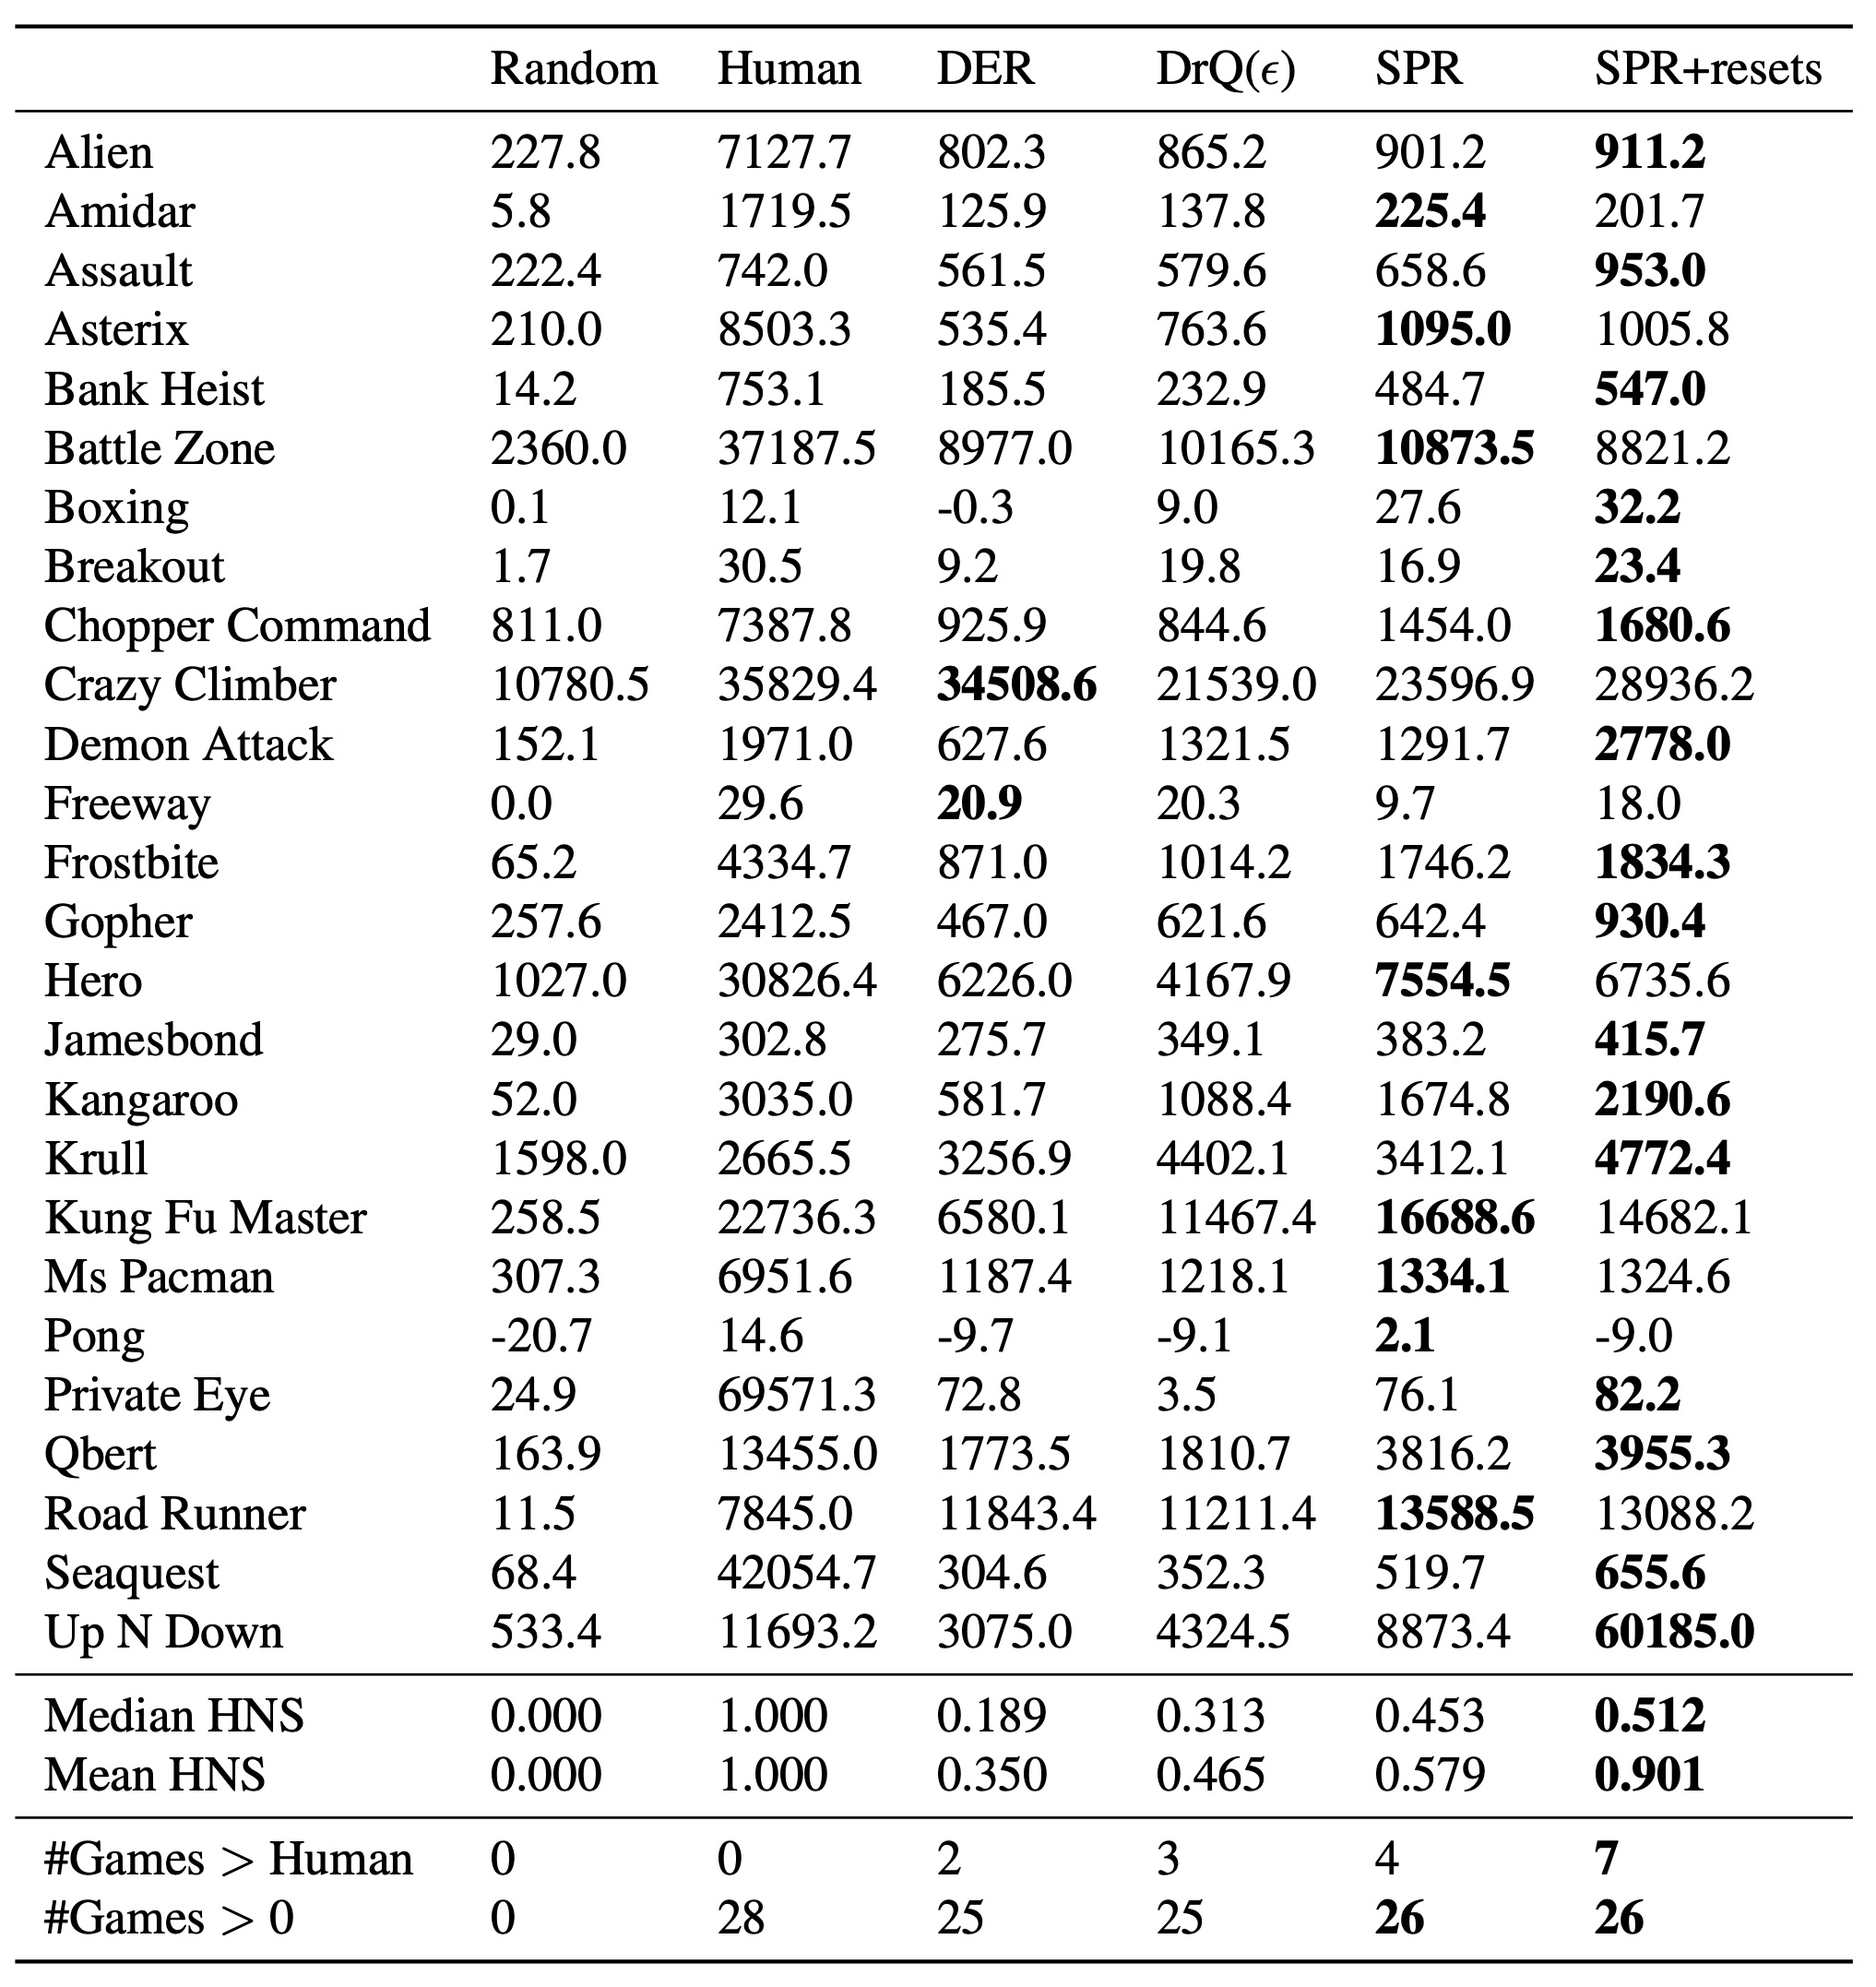 Random Human DER DrQ(ϵ) SPR SPR+resets
Alien 227.8 7127.7 802.3 865.2 901.2 911.2
Amidar 5.8 1719.5 125.9 137.8 225.4 201.7
Assault 222.4 742.0 561.5 579.6 658.6 953.0
Asterix 210.0 8503.3 535.4 763.6 1095.0 1005.8
Bank Heist 14.2 753.1 185.5 232.9 484.7 547.0
Battle Zone 2360.0 37187.5 8977.0 10165.3 10873.5 8821.2
Boxing 0.1 12.1 -0.3 9.0 27.6 32.2
Breakout 1.7 30.5 9.2 19.8 16.9 23.4
Chopper Command 811.0 7387.8 925.9 844.6 1454.0 1680.6
Crazy Climber 10780.5 35829.4 34508.6 21539.0 23596.9 28936.2
Demon Attack 152.1 1971.0 627.6 1321.5 1291.7 2778.0
Freeway 0.0 29.6 20.9 20.3 9.7 18.0
Frostbite 65.2 4334.7 871.0 1014.2 1746.2 1834.3
Gopher 257.6 2412.5 467.0 621.6 642.4 930.4
Hero 1027.0 30826.4 6226.0 4167.9 7554.5 6735.6
Jamesbond 29.0 302.8 275.7 349.1 383.2 415.7
Kangaroo 52.0 3035.0 581.7 1088.4 1674.8 2190.6
Krull 1598.0 2665.5 3256.9 4402.1 3412.1 4772.4
Kung Fu Master 258.5 22736.3 6580.1 11467.4 16688.6 14682.1
Ms Pacman 307.3 6951.6 1187.4 1218.1 1334.1 1324.6
Pong -20.7 14.6 -9.7 -9.1 2.1 -9.0
Private Eye 24.9 69571.3 72.8 3.5 76.1 82.2
Qbert 163.9 13455.0 1773.5 1810.7 3816.2 3955.3
Road Runner 11.5 7845.0 11843.4 11211.4 13588.5 13088.2
Seaquest 68.4 42054.7 304.6 352.3 519.7 655.6
Up N Down 533.4 11693.2 3075.0 4324.5 8873.4 60185.0
Median HNS 0.000 1.000 0.189 0.313 0.453 0.512
Mean HNS 0.000 1.000 0.350 0.465 0.579 0.901
#Games > Human 0 0 2 3 4 7
#Games > 0 0 28 25 25 26 26